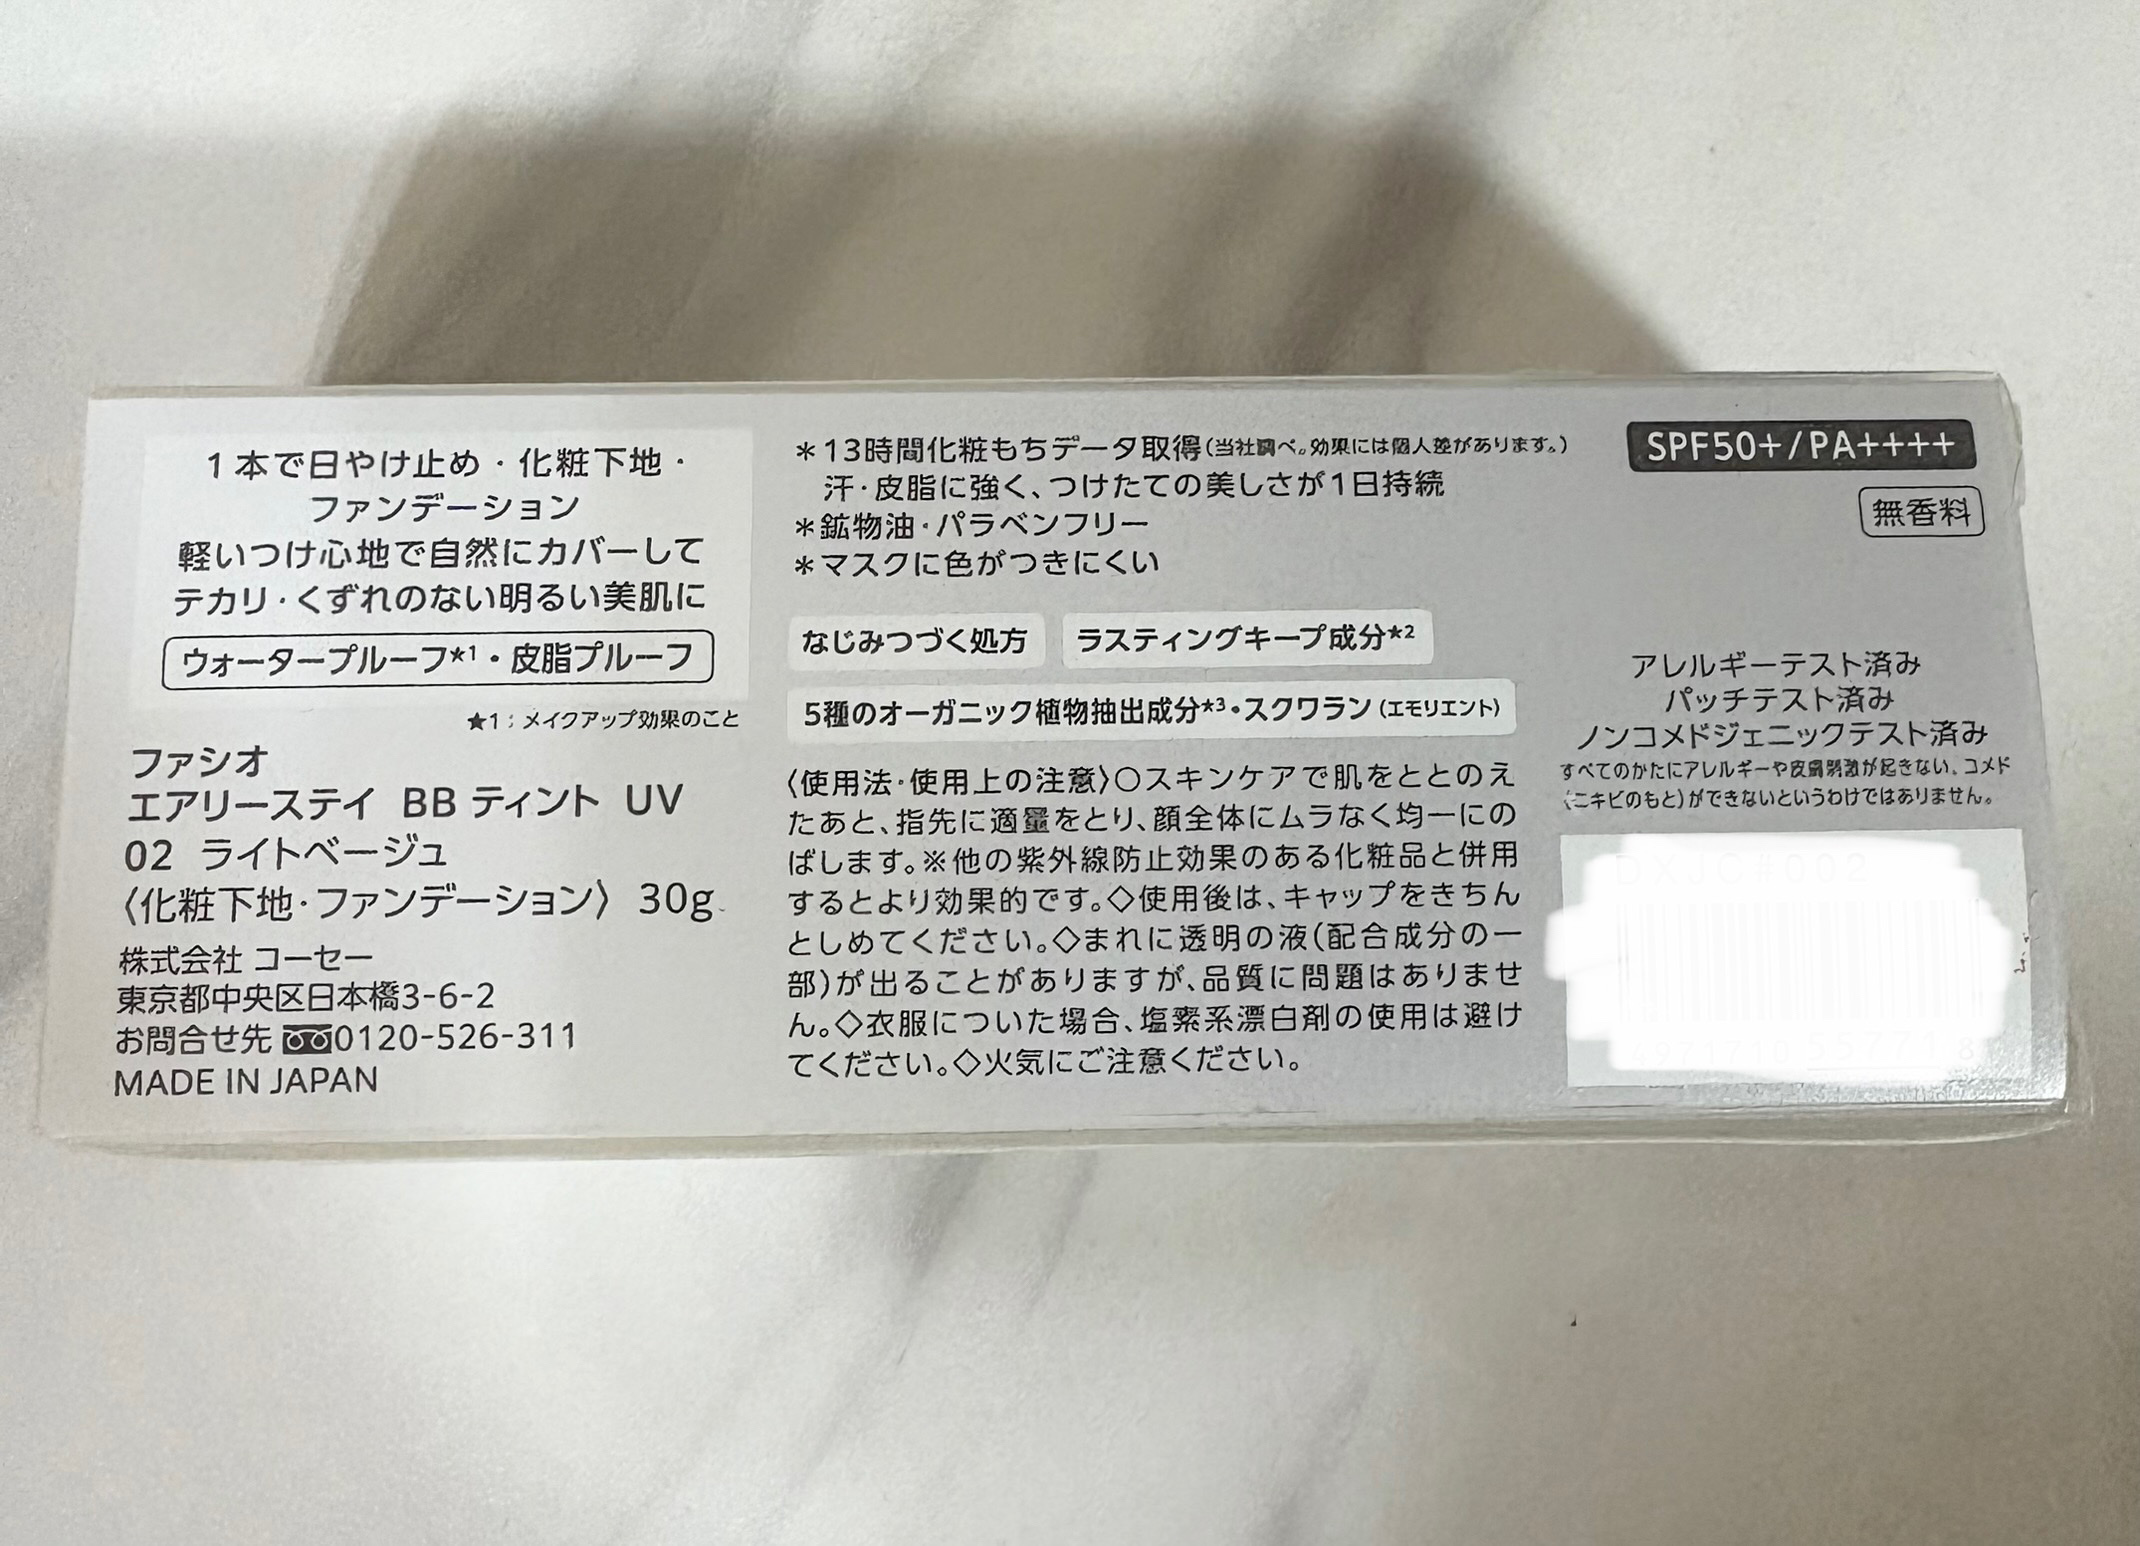 1本で日やけ止め・化粧下地・
ファンデーション
軽いつけ心地で自然にカバーして
テカリ・くずれのない明るい美肌に
ウォータープルーフ★1・皮脂プルーフ
★1：メイクアップ効果のこと
ファシオ
エアリーステイ BB ティント UV
02 ライトベージュ
〈化粧下地・ファンデーション〉 30g
株式会社 コーセー
東京都中央区日本橋3-6-2
お問合せ先 0120-526-311
MADE IN JAPAN
＊13時間化粧もちデータ取得(当社調べ。効果には個人差があります。)
汗・皮脂に強く、つけたての美しさが1日持続
＊鉱物油・パラベンフリー
＊マスクに色がつきにくい
なじみつづく処方 ラスティングキープ成分★2
5種のオーガニック植物抽出成分★3・スクワラン(エモリエント)
〈使用法・使用上の注意〉○スキンケアで肌をととのえ
たあと、指先に適量をとり、顔全体にムラなく均一にの
ばします。※他の紫外線防止効果のある化粧品と併用
するとより効果的です。◇使用後は、キャップをきちん
としめてください。◇まれに透明の液(配合成分の一
部)が出ることがありますが、品質に問題はありませ
ん。◇衣服についた場合、塩素系漂白剤の使用は避け
てください。◇火気にご注意ください。
SPF50+/PA++++
無香料
アレルギーテスト済み
パッチテスト済み
ノンコメドジェニックテスト済み
すべてのかたにアレルギーや皮膚刺激が起きない、コメド
(ニキビのもと)ができないというわけではありません。